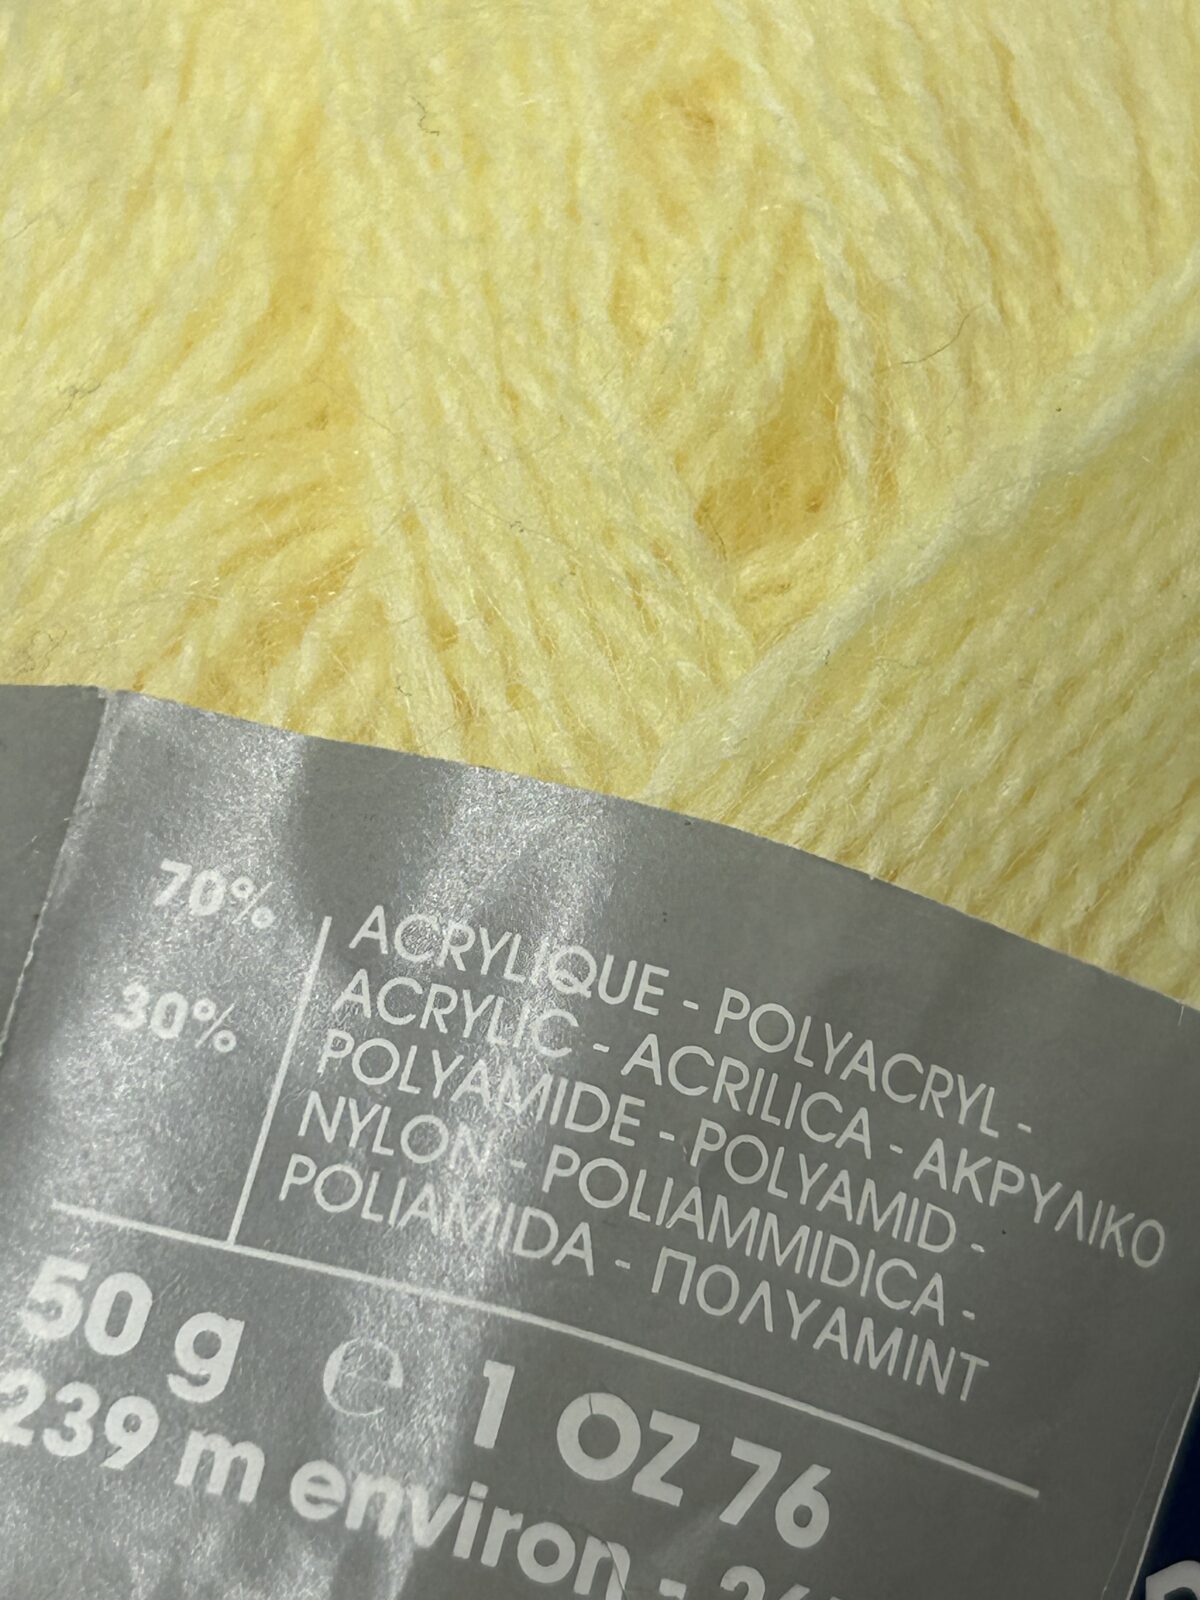 70%
30%
ACRYLIQUE - POLYACRYL -
ACRYLIC - ACRILICA - ΑΚΡΥΛΙΚΟ
POLYAMIDE - POLYAMID -
NYLON - POLIAMMIDICA -
POLIAMIDA - ΠΟΛΥΑΜΙΝΤ
50 g e 1 OZ 76
239 m environ -